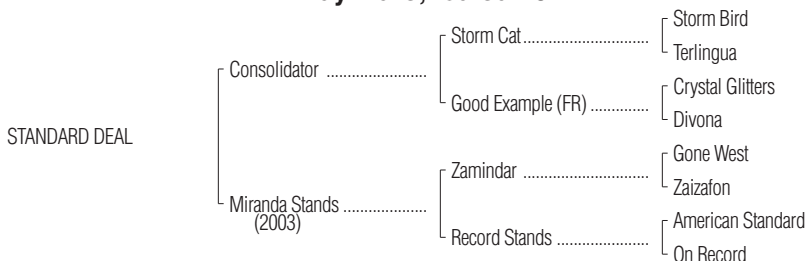 Storm Bird
Storm Cat..............................
Terlingua
Consolidator ........................
Crystal Glitters
Good Example (FR) ..............
Divona
STANDARD DEAL
Gone West
Zamindar ..............................
Zaizafon
Miranda Stands ....................
(2003)
American Standard
Record Stands ......................
On Record